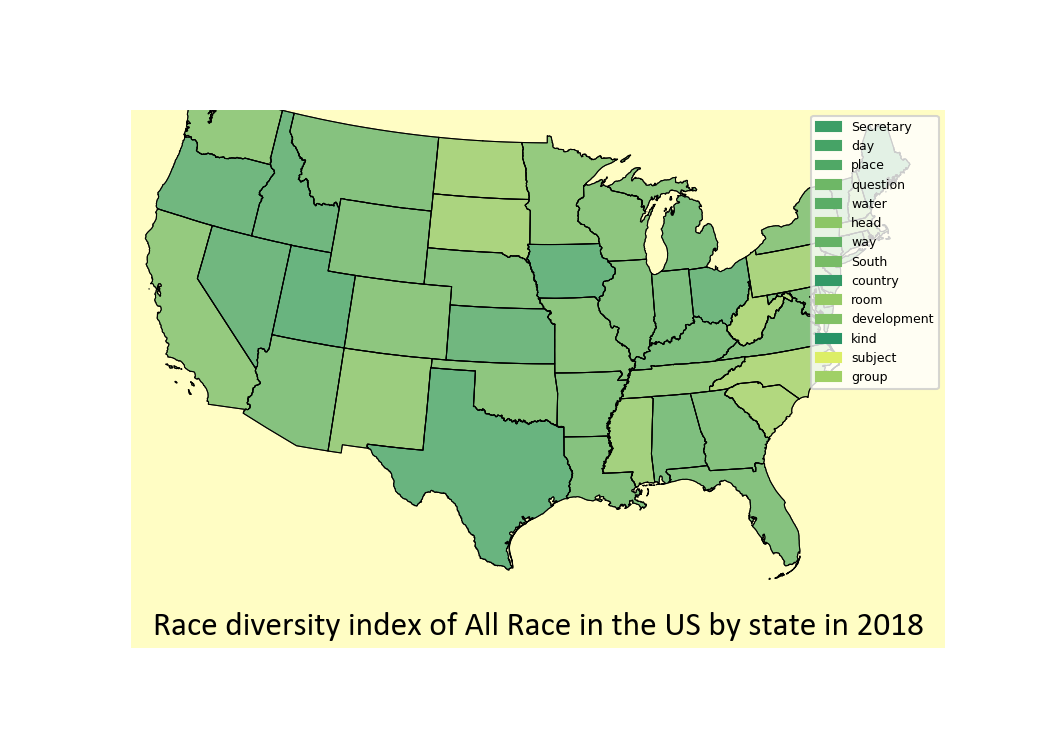 Secretary
day
place
question
water
head
way
South
country
room
development
kind
subject
group
Race diversity index of All Race in the US by state in 2018